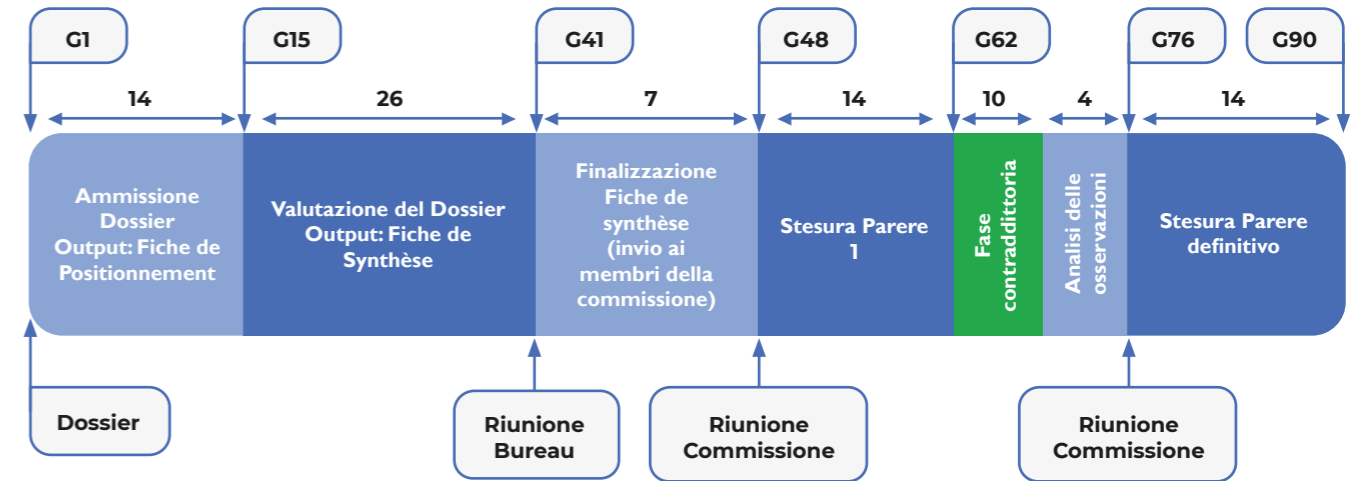 G1
G15
G41
G48
G62
G76
G90
14
26
7
14
10
4
14
Ammissione
Dossier
Output: Fiche de
Positionnement
Valutazione del Dossier
Output: Fiche de
Synthèse
Finalizzazione
Fiche de
synthèse
(invio ai
membri della
commissione)
Stesura Parere
1
Fase
contraddittoria
Analisi delle
osservazioni
Stesura Parere
definitivo
Dossier
Riunione
Bureau
Riunione
Commissione
Riunione
Commissione